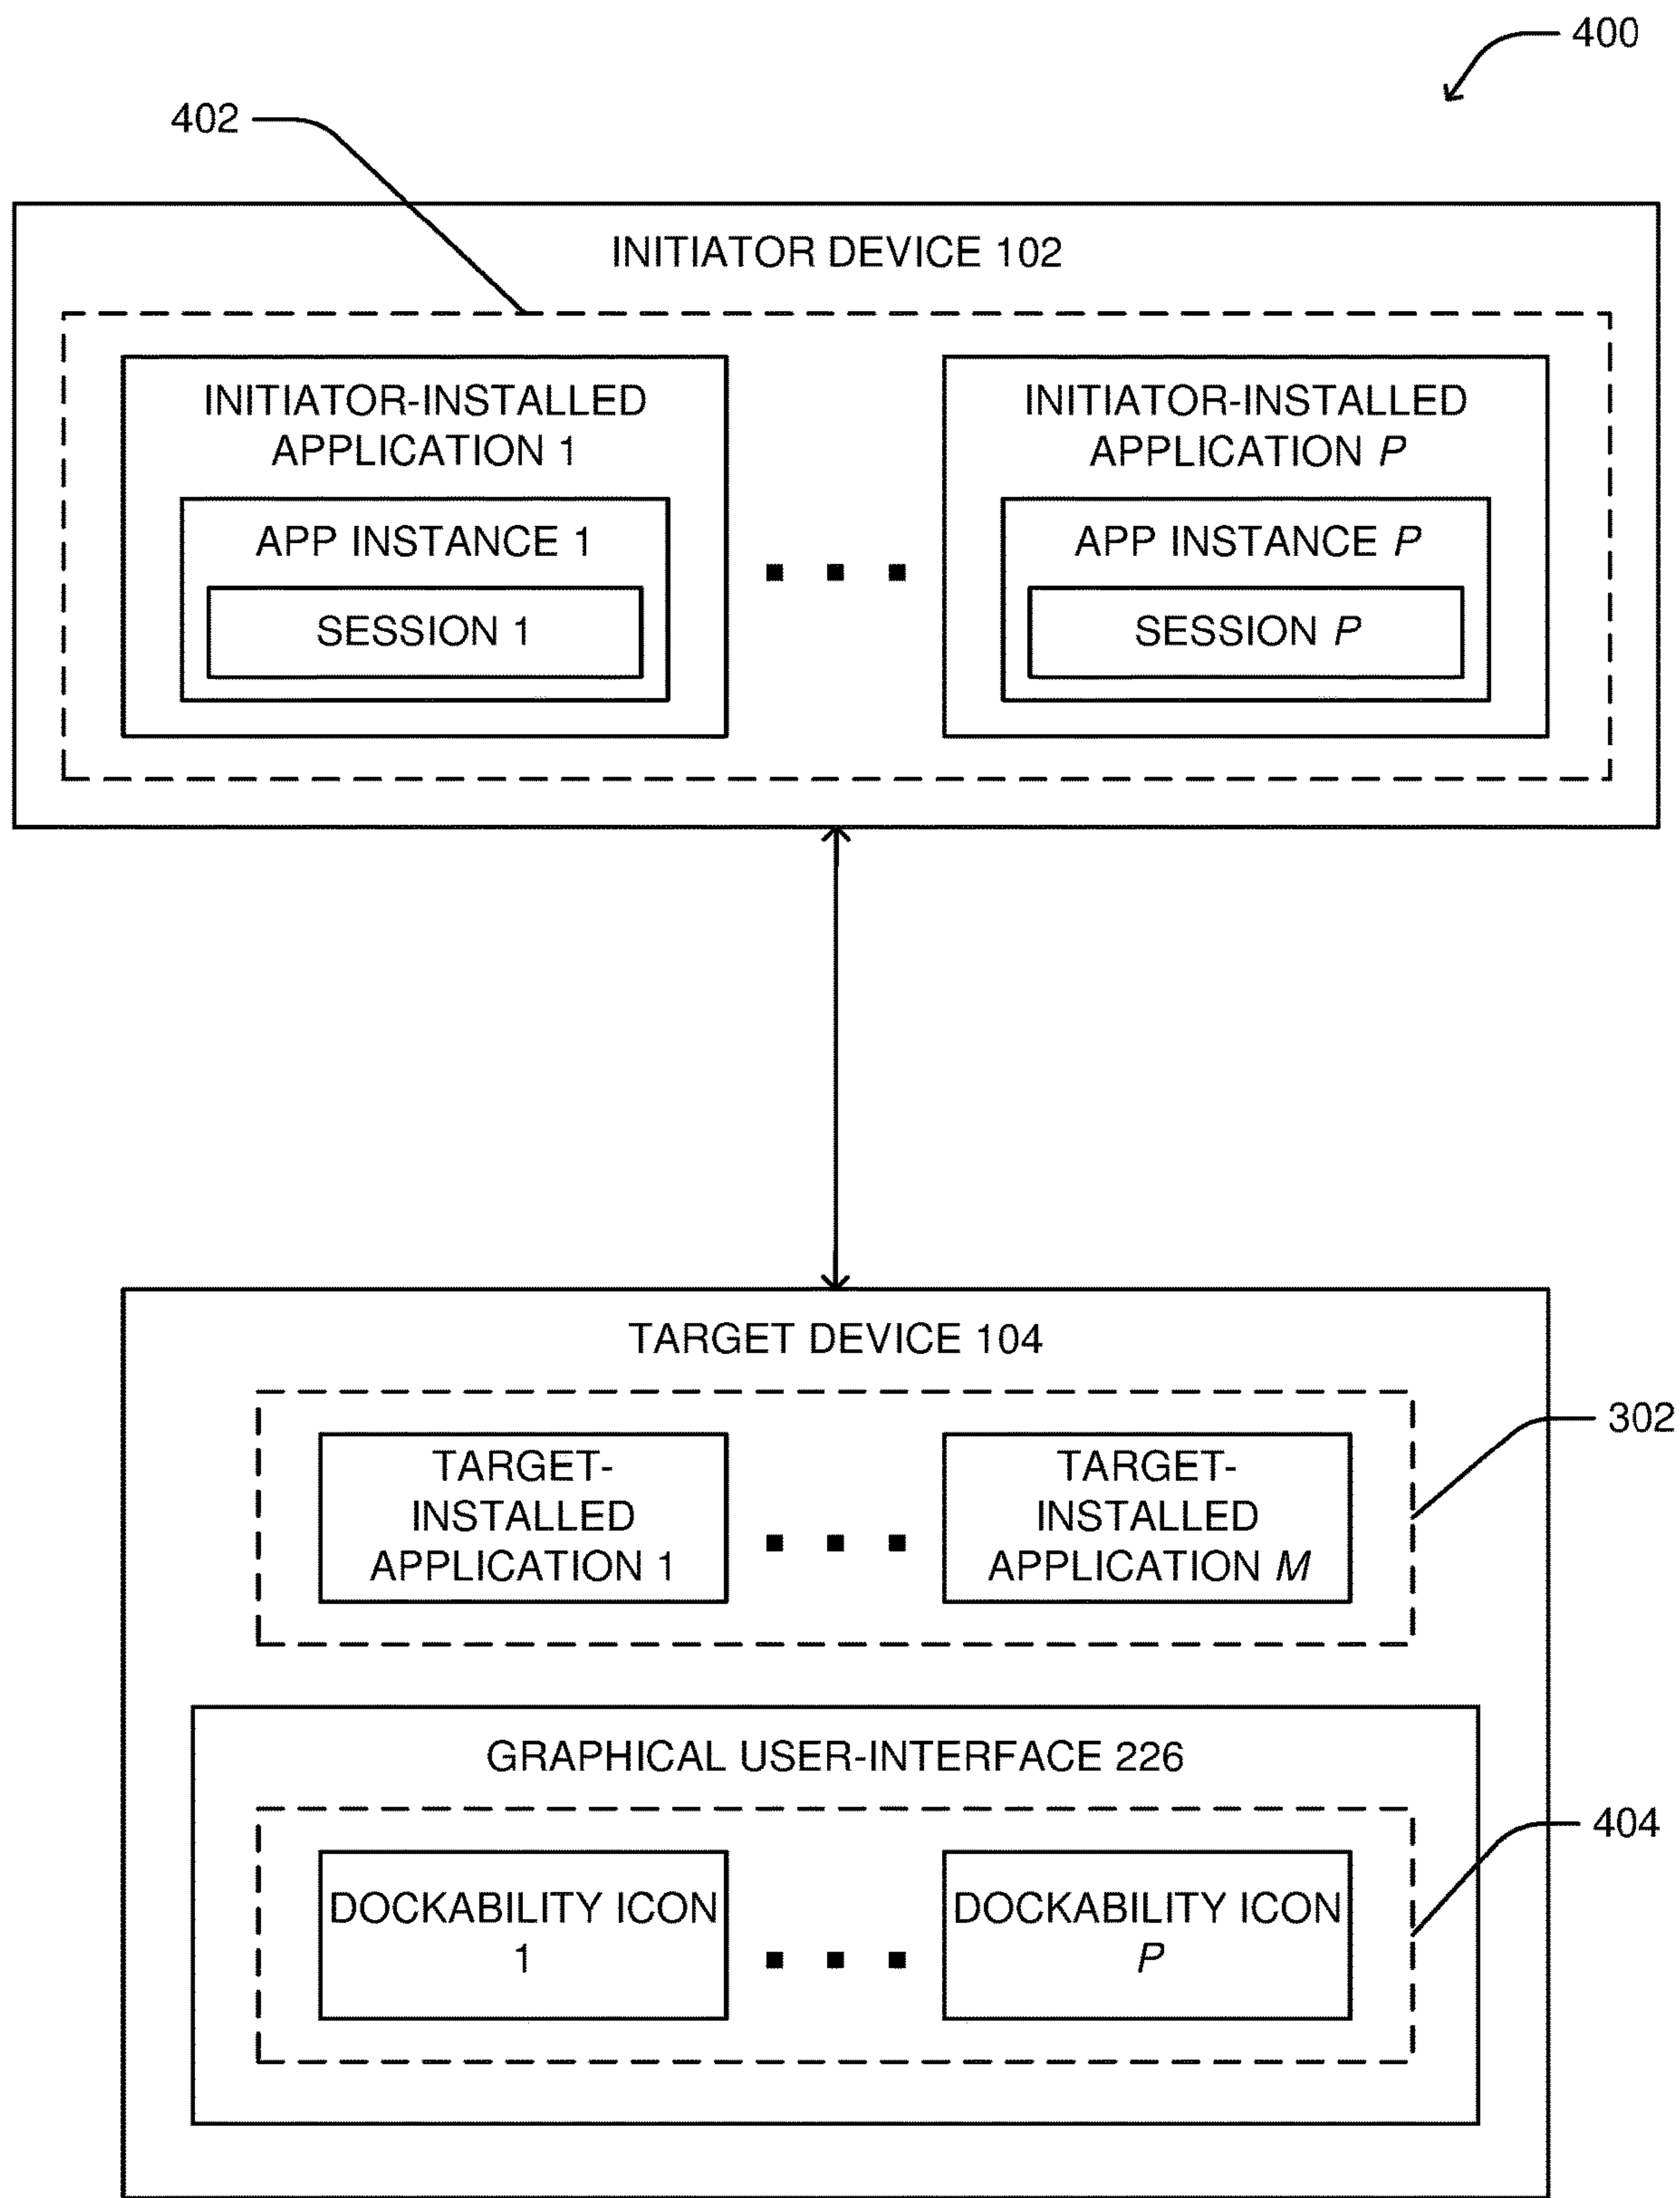 400
402
INITIATOR DEVICE 102
INITIATOR-INSTALLED
APPLICATION 1
APP INSTANCE 1
SESSION 1
INITIATOR-INSTALLED
APPLICATION P
APP INSTANCE P
SESSION P
TARGET DEVICE 104
302
TARGET-
INSTALLED
APPLICATION 1
TARGET-
INSTALLED
APPLICATION M
GRAPHICAL USER-INTERFACE 226
404
DOCKABILITY ICON
1
DOCKABILITY ICON
P